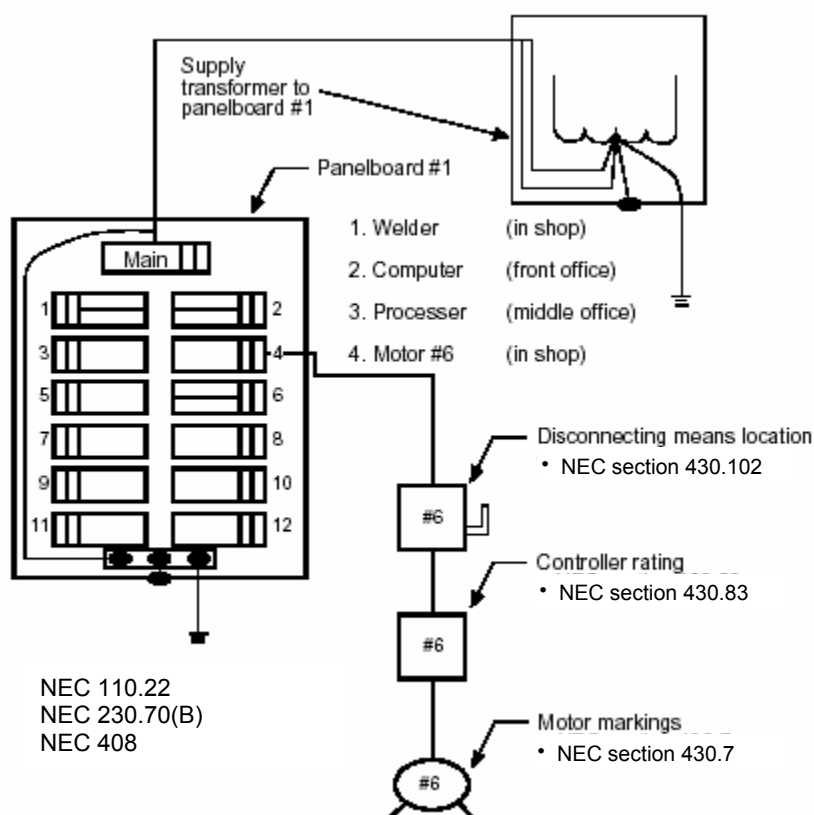 Supply
transformer to
panelboard #1
Panelboard #1
1. Welder (in shop)
2. Computer (front office)
3. Processer (middle office)
4. Motor #6 (in shop)
Main
1 2
3 4
5 6
7 8
9 10
11 12
Disconnecting means location
• NEC section 430.102
#6
Controller rating
• NEC section 430.83
#6
NEC 110.22
NEC 230.70(B)
NEC 408
Motor markings
• NEC section 430.7
#6